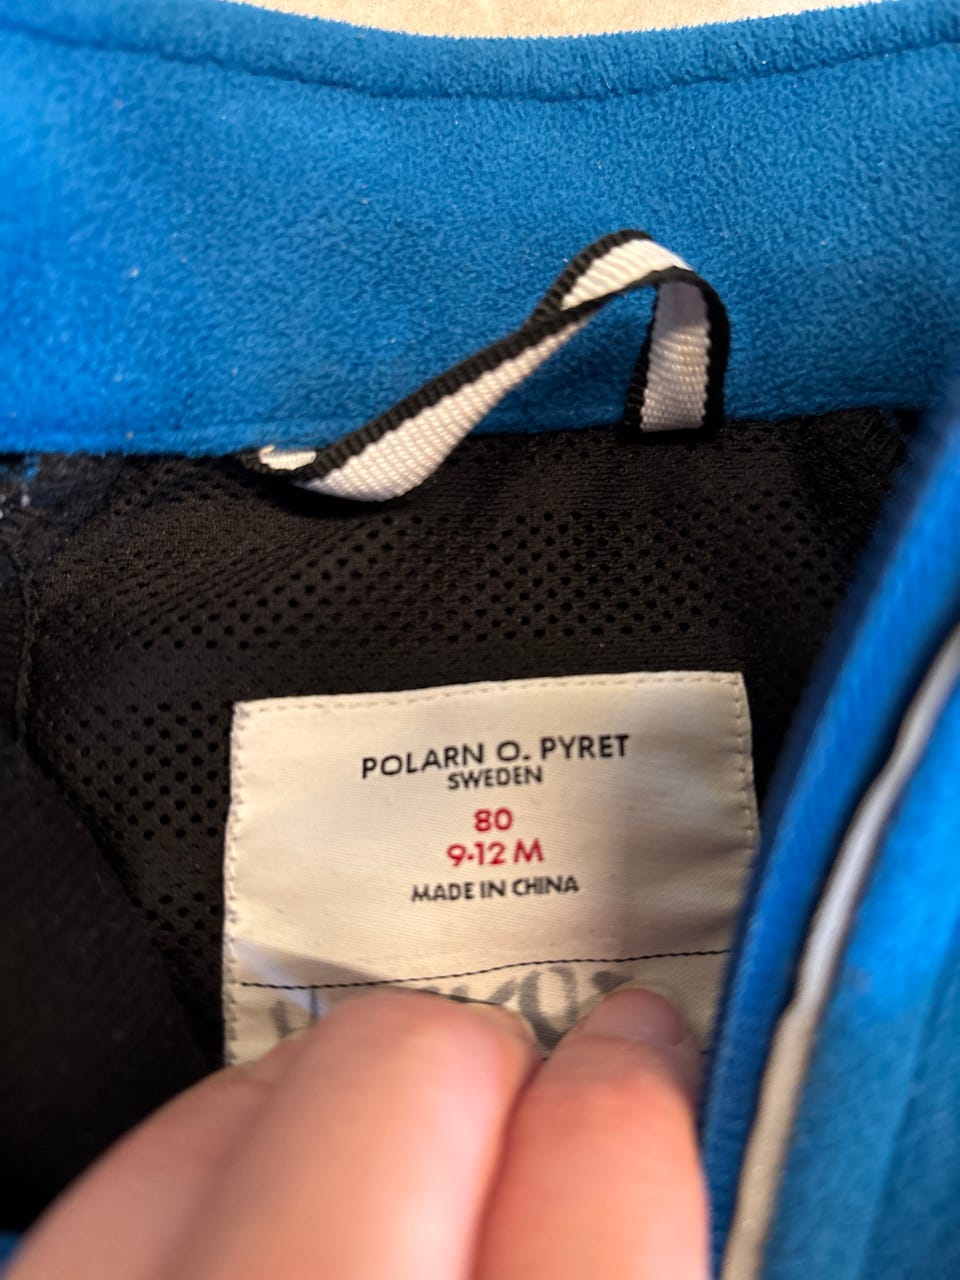 POLARN O. PYRET
SWEDEN
80
9-12 M
MADE IN CHINA